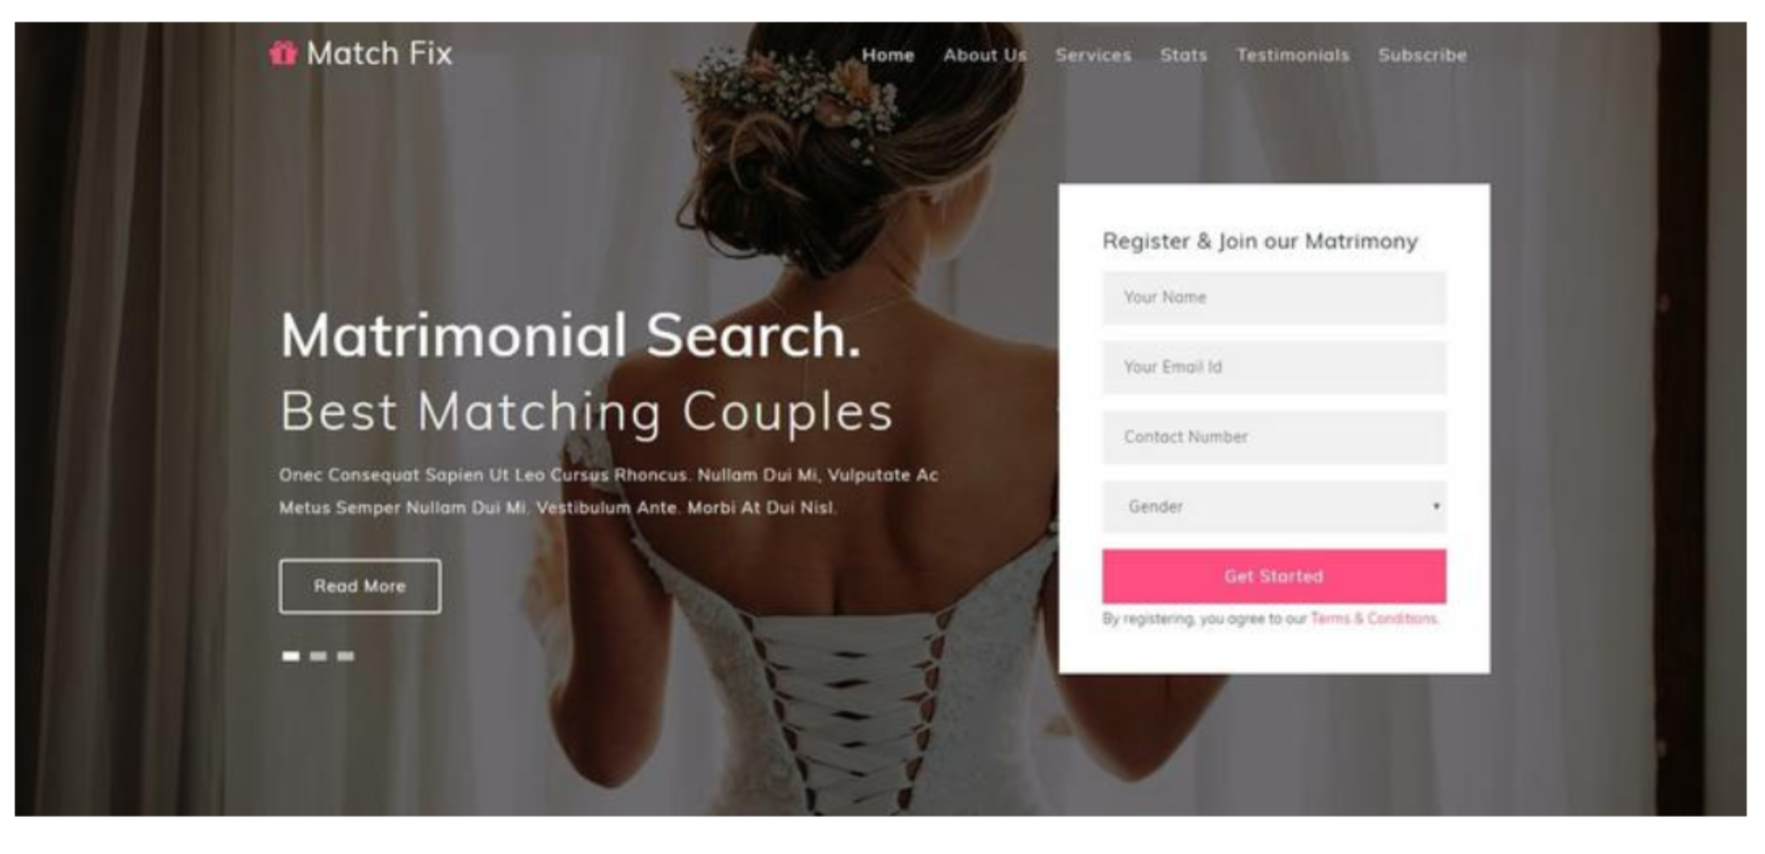 Match Fix
Home About Us Services Stats Testimonials Subscribe
Matrimonial Search.
Best Matching Couples
Onec Consequat Sapien Ut Leo Cursus Rhoncus. Nullam Dui Mi, Vulputate Ac
Metus Semper Nullam Dui Mi. Vestibulum Ante. Morbi At Dui Nisl.
Read More
Register & Join our Matrimony
Your Name
Your Email Id
Contact Number
Gender
Get Started
By registering, you agree to our Terms & Conditions.